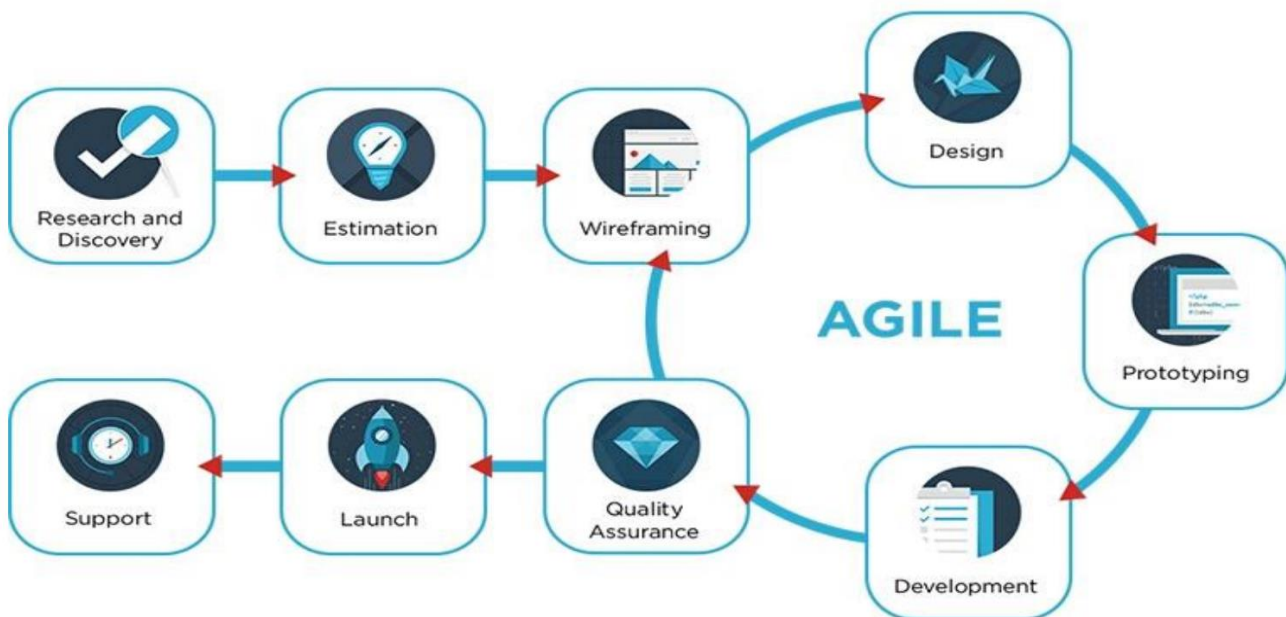 Research and
Discovery
Estimation
Wireframing
Design
AGILE
Prototyping
Development
Quality
Assurance
Launch
Support